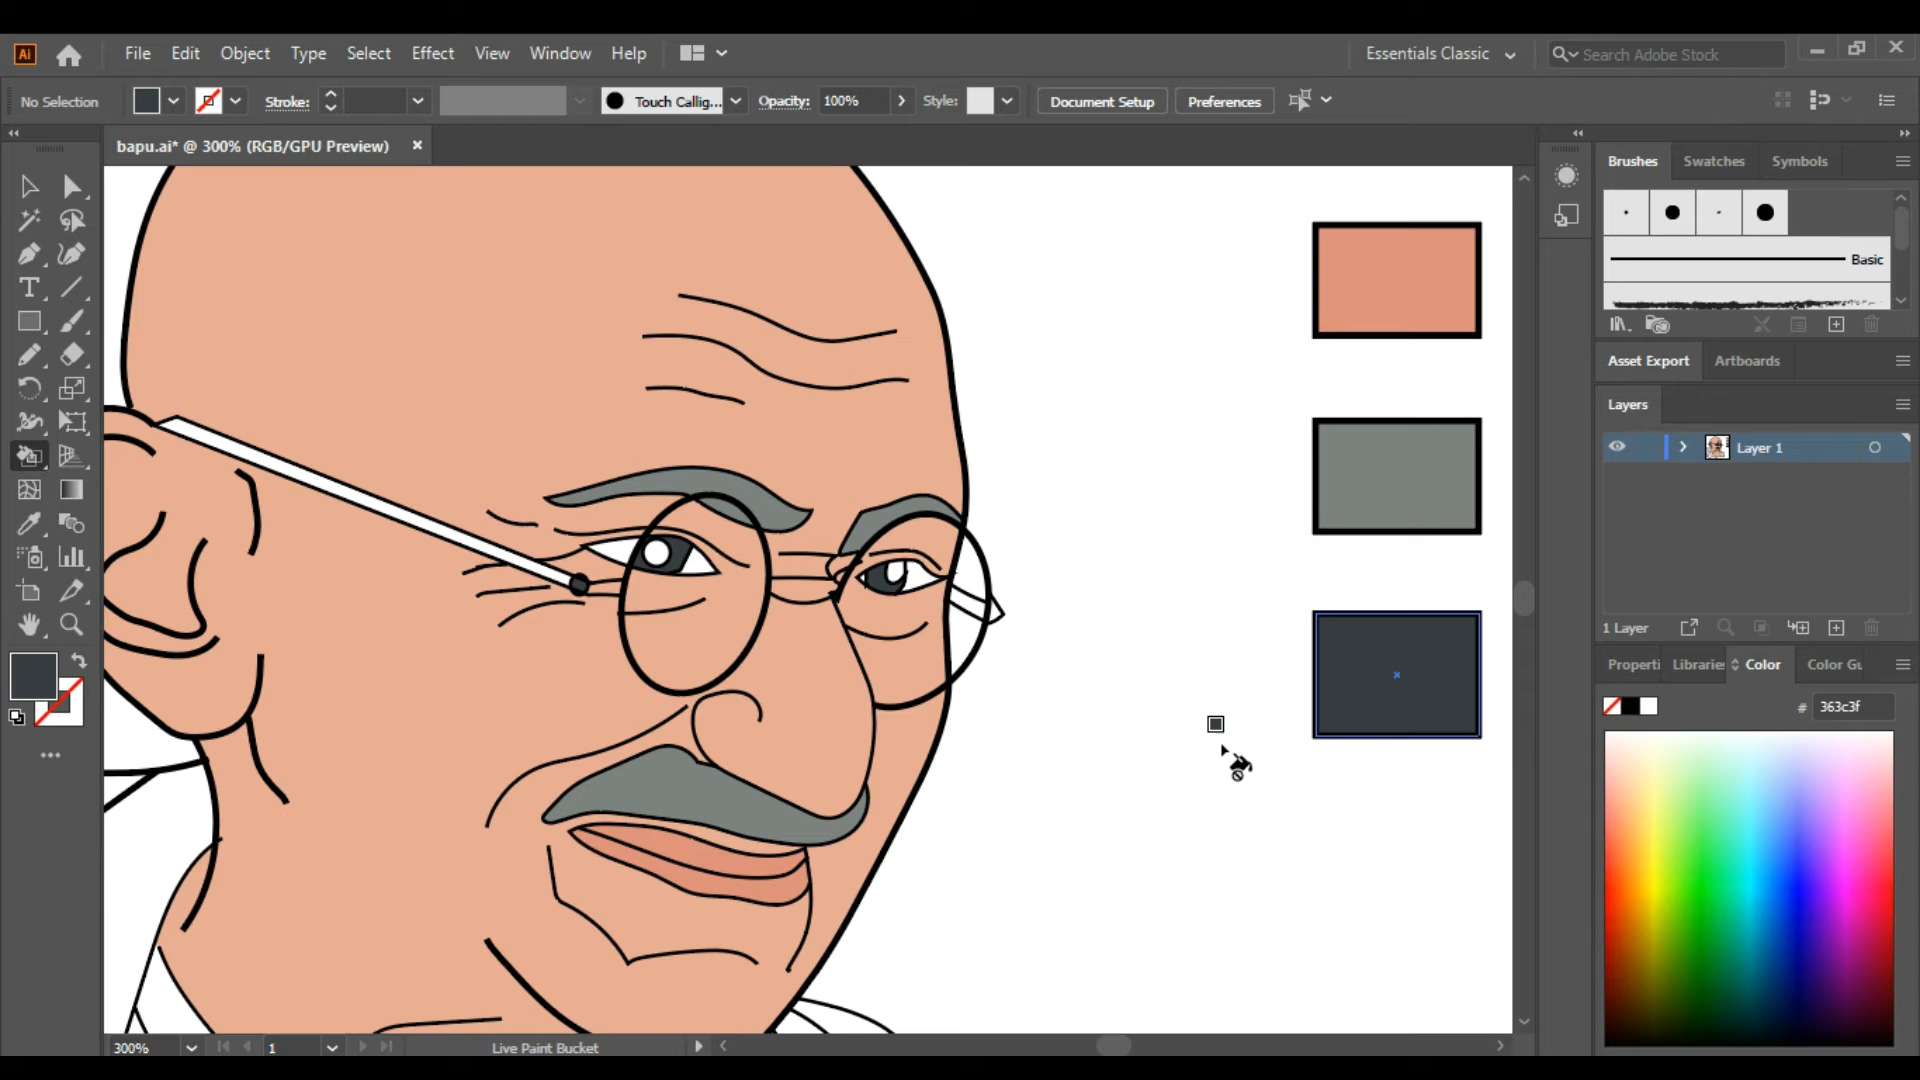 Ai File Edit Object Type Select Effect View Window Help Essentials Classic Search Adobe Stock
No Selection Stroke: Touch Callig... Opacity: 100% Style: Document Setup Preferences
bapu.ai* @ 300% (RGB/GPU Preview)
Brushes Swatches Symbols
Basic
Asset Export Artboards
Layers
Layer 1
1 Layer
Properti Libraries Color Color Gu
# 363c3f
300% 1 Live Paint Bucket